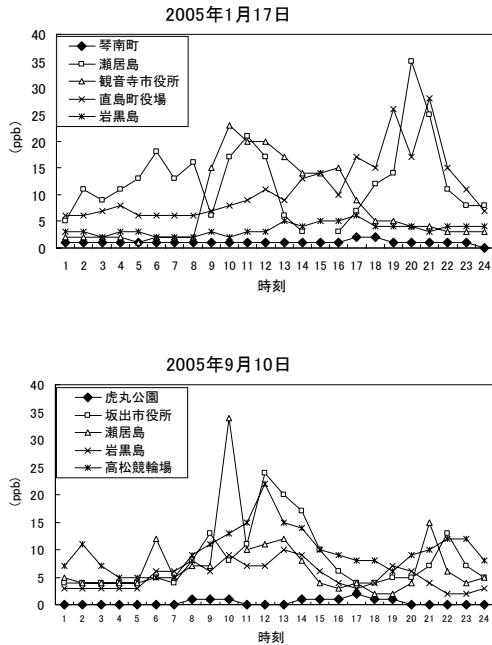 2005年1月17日
(ppb)
40
35
30
25
20
15
10
5
0
琴南町
瀬居島
観音寺市役所
直島町役場
岩黒島
1 2 3 4 5 6 7 8 9 10 11 12 13 14 15 16 17 18 19 20 21 22 23 24
時刻
2005年9月10日
(ppb)
40
35
30
25
20
15
10
5
0
虎丸公園
坂出市役所
瀬居島
岩黒島
高松競輪場
1 2 3 4 5 6 7 8 9 10 11 12 13 14 15 16 17 18 19 20 21 22 23 24
時刻